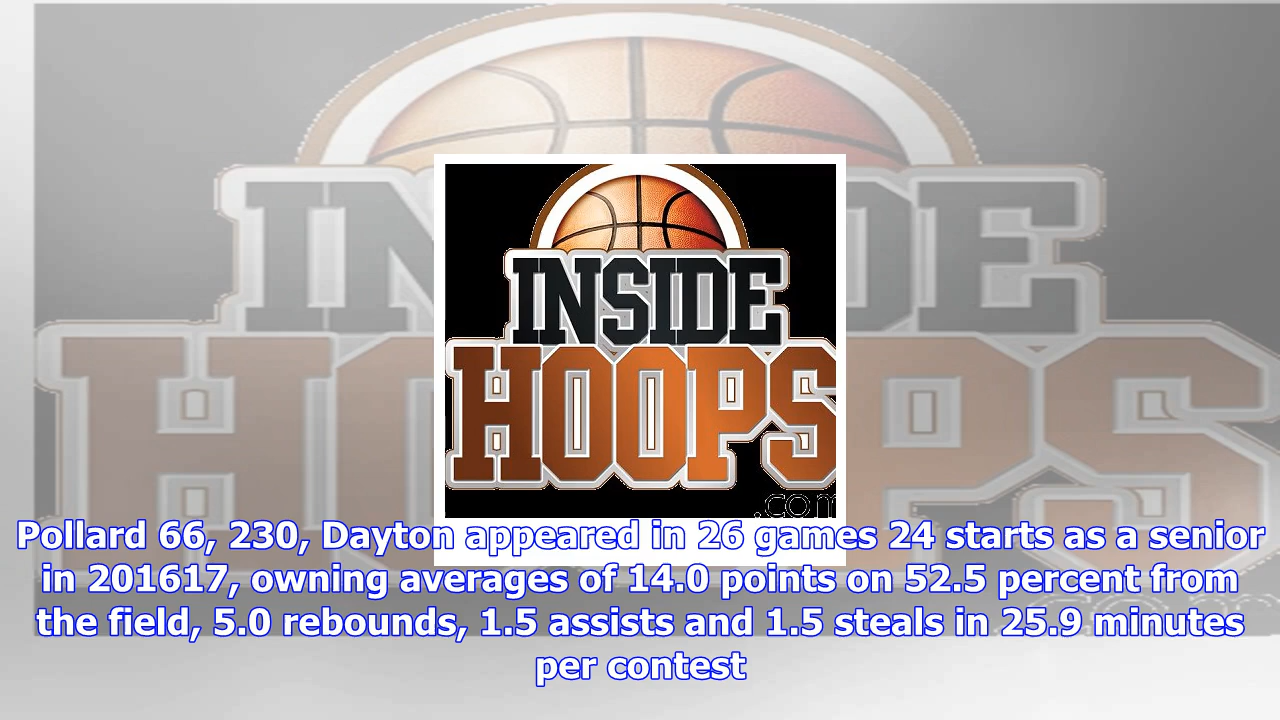 INSIDE
HOOPS
.com
Pollard 66, 230, Dayton appeared in 26 games 24 starts as a senior
in 201617, owning averages of 14.0 points on 52.5 percent from
the field, 5.0 rebounds, 1.5 assists and 1.5 steals in 25.9 minutes
per contest